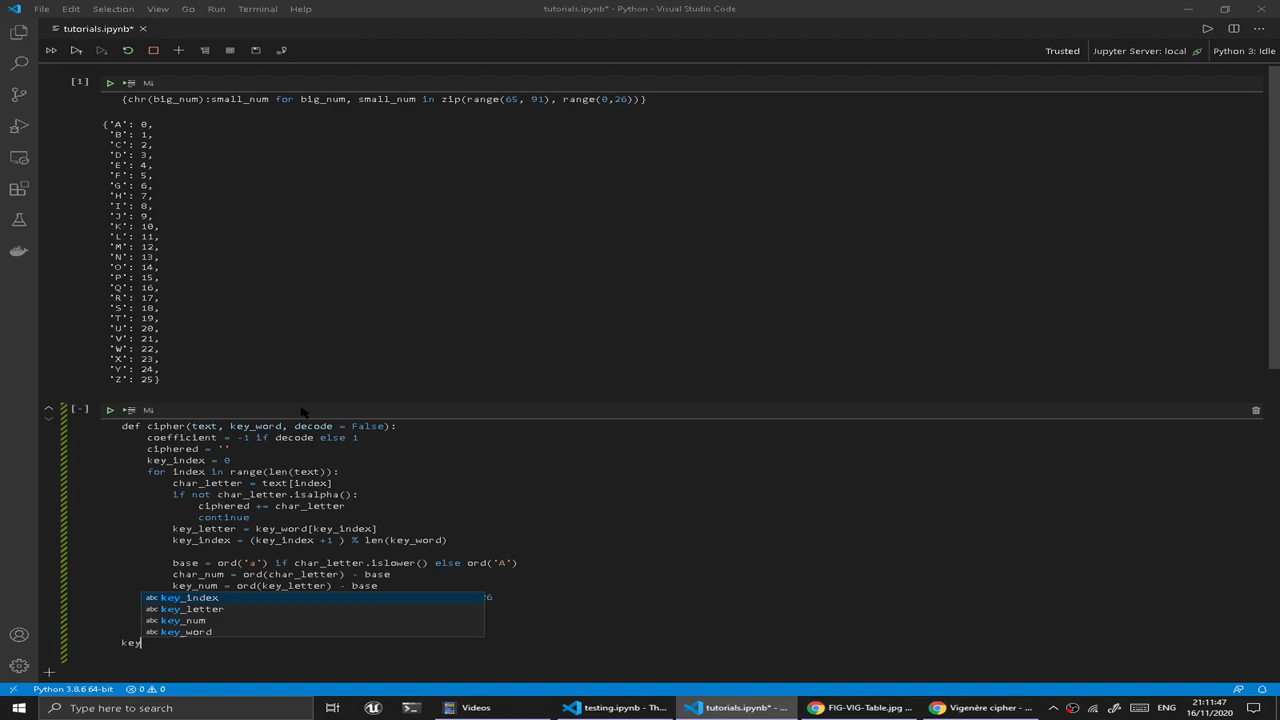 File Edit Selection View Go Run Terminal Help tutorials.ipynb* - Python - Visual Studio Code
tutorials.ipynb*
Trusted Jupyter Server: local Python 3: Idle
[1]
M↓
{chr(big_num):small_num for big_num, small_num in zip(range(65, 91), range(0,26))}
{'A': 0,
'B': 1,
'C': 2,
'D': 3,
'E': 4,
'F': 5,
'G': 6,
'H': 7,
'I': 8,
'J': 9,
'K': 10,
'L': 11,
'M': 12,
'N': 13,
'O': 14,
'P': 15,
'Q': 16,
'R': 17,
'S': 18,
'T': 19,
'U': 20,
'V': 21,
'W': 22,
'X': 23,
'Y': 24,
'Z': 25}
[-]
M↓
def cipher(text, key_word, decode = False):
coefficient = -1 if decode else 1
ciphered = ''
key_index = 0
for index in range(len(text)):
char_letter = text[index]
if not char_letter.isalpha():
ciphered += char_letter
continue
key_letter = key_word[key_index]
key_index = (key_index +1 ) % len(key_word)
base = ord('a') if char_letter.islower() else ord('A')
char_num = ord(char_letter) - base
key_num = ord(key_letter) - base
abc key_index 6
abc key_letter
abc key_num
abc key_word
key
Python 3.8.6 64-bit 0 0
Type here to search Videos testing.ipynb - Th... tutorials.ipynb* - ... FIG-VIG-Table.jpg ... Vigenère cipher - ... ENG 21:11:47
16/11/2020